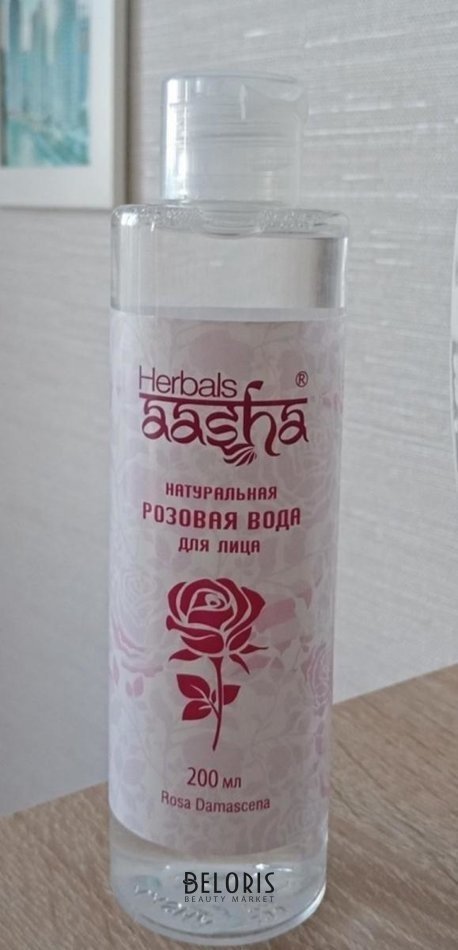 Herbals ®
aasha
НАТУРАЛЬНАЯ
РОЗОВАЯ ВОДА
ДЛЯ ЛИЦА
200 мл
Rosa Damascena
BELORIS
BEAUTY MARKET